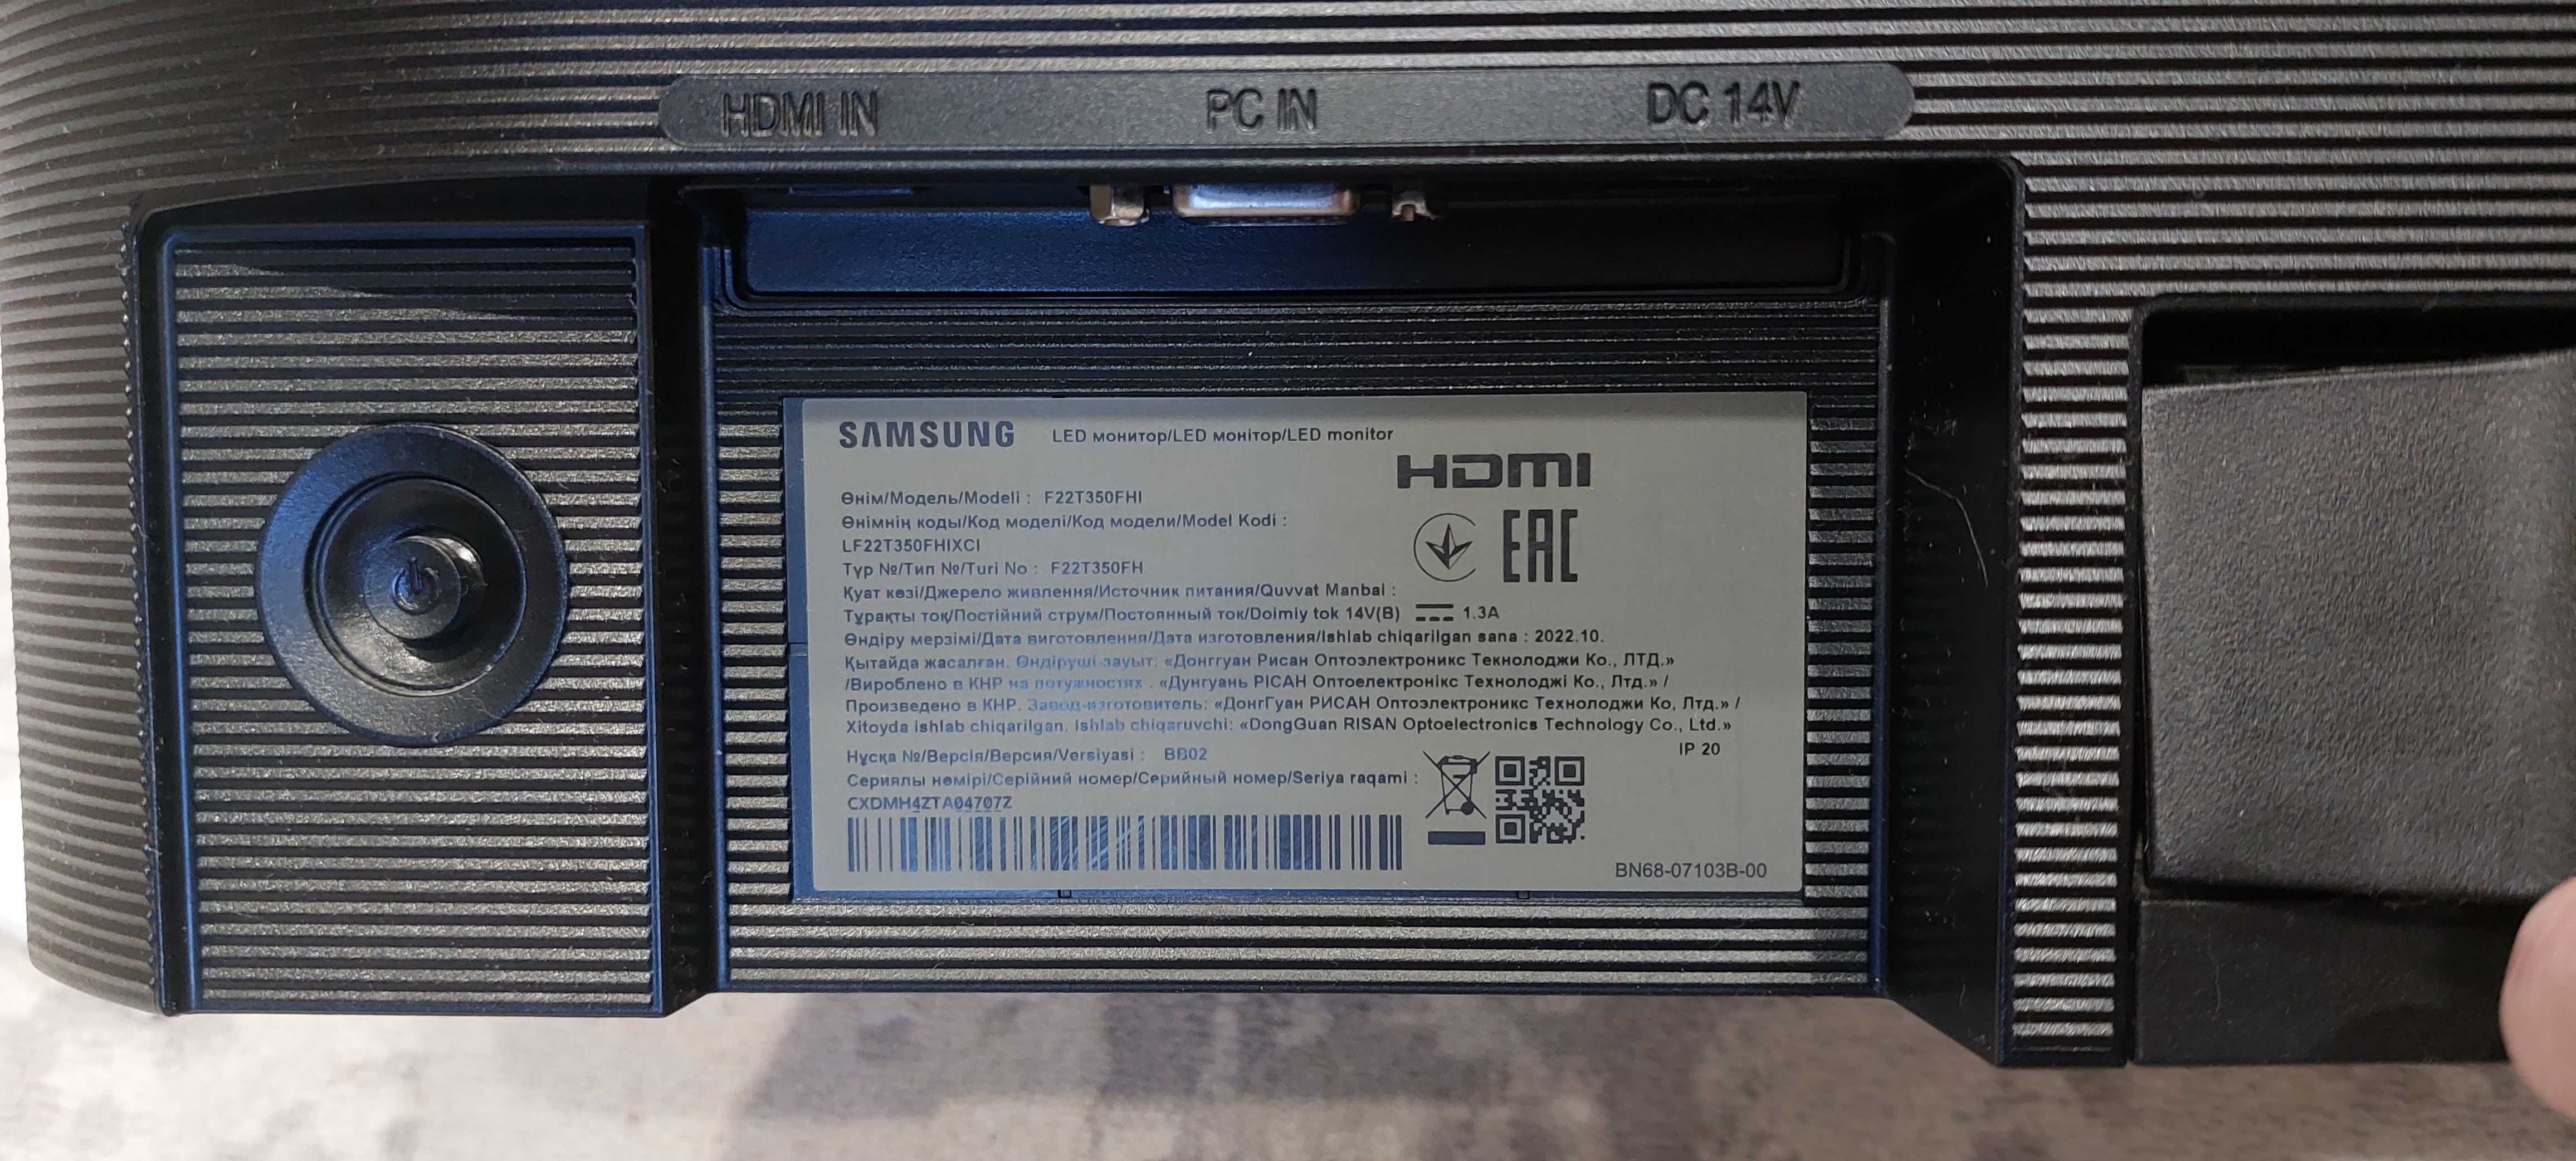 HDMI IN PC IN DC 14V
SAMSUNG LED монитор/LED монітор/LED monitor
HDMI
Өнім/Модель/Modeli : F22T350FHI
Өнімнің коды/Код моделі/Код модели/Model Kodi :
LF22T350FHIXCI
EAC
Түр №/Тип №/Turi No : F22T350FH
Қуат көзі/Джерело живлення/Источник питания/Quvvat Manbai :
Тұрақты тоқ/Постійний струм/Постоянный ток/Doimiy tok 14V(B) 1.3A
Өндіру мерзімі/Дата виготовлення/Дата изготовления/Ishlab chiqarilgan sana : 2022.10.
Қытайда жасалған. Өндіруші зауыт: «Донггуан Рисан Оптоэлектроникс Текнолоджи Ко., ЛТД.»
/Вироблено в КНР на потужностях . «Дунгуань РІСАН Оптоелектронікс Технолоджі Ко., Лтд.» /
Произведено в КНР. Завод-изготовитель: «ДонгГуан РИСАН Оптоэлектроникс Технолоджи Ко, Лтд.» /
Xitoyda ishlab chiqarilgan. Ishlab chiqaruvchi: «DongGuan RISAN Optoelectronics Technology Co., Ltd.»
IP 20
Нұсқа №/Версія/Версия/Versiyasi : BB02
Сериялы нөмірі/Серійний номер/Серийный номер/Seriya raqami :
CXDMH4ZTA04707Z
BN68-07103B-00